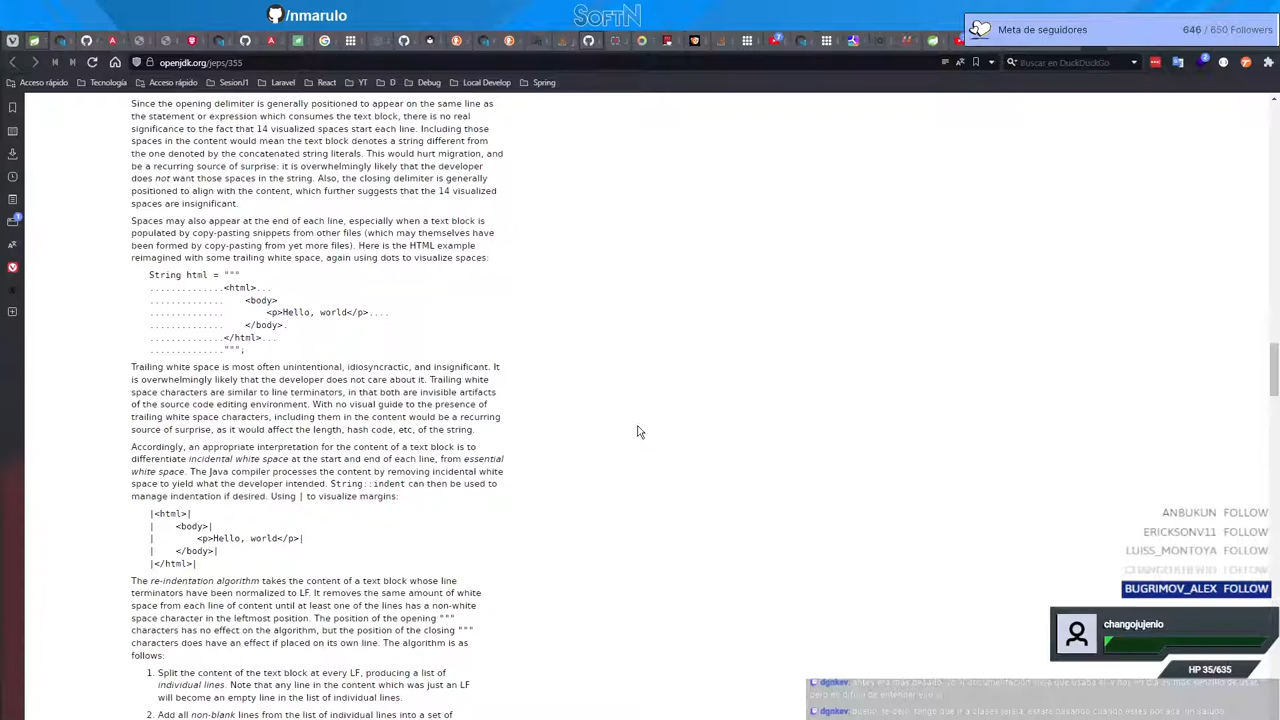 /nmarulo
SOFTN
Meta de seguidores
646 / 650 Followers
openjdk.org/jeps/355
Buscar en DuckDuckGo
Acceso rápido
Tecnología
Acceso rápido
SesionJ1
Laravel
React
YT
D
Debug
Local Develop
Spring
Since the opening delimiter is generally positioned to appear on the same line as
the statement or expression which consumes the text block, there is no real
significance to the fact that 14 visualized spaces start each line. Including those
spaces in the content would mean the text block denotes a string different from
the one denoted by the concatenated string literals. This would hurt migration, and
be a recurring source of surprise: it is overwhelmingly likely that the developer
does not want those spaces in the string. Also, the closing delimiter is generally
positioned to align with the content, which further suggests that the 14 visualized
spaces are insignificant.
Spaces may also appear at the end of each line, especially when a text block is
populated by copy-pasting snippets from other files (which may themselves have
been formed by copy-pasting from yet more files). Here is the HTML example
reimagined with some trailing white space, again using dots to visualize spaces:
String html = """
..............<html>...
..............    <body>
..............        <p>Hello, world</p>....
..............    </body>.
..............</html>...
..............""";
Trailing white space is most often unintentional, idiosyncractic, and insignificant. It
is overwhelmingly likely that the developer does not care about it. Trailing white
space characters are similar to line terminators, in that both are invisible artifacts
of the source code editing environment. With no visual guide to the presence of
trailing white space characters, including them in the content would be a recurring
source of surprise, as it would affect the length, hash code, etc, of the string.
Accordingly, an appropriate interpretation for the content of a text block is to
differentiate incidental white space at the start and end of each line, from essential
white space. The Java compiler processes the content by removing incidental white
space to yield what the developer intended. String::indent can then be used to
manage indentation if desired. Using | to visualize margins:
|<html>|
|    <body>|
|        <p>Hello, world</p>|
|    </body>|
|</html>|
The re-indentation algorithm takes the content of a text block whose line
terminators have been normalized to LF. It removes the same amount of white
space from each line of content until at least one of the lines has a non-white
space character in the leftmost position. The position of the opening """
characters has no effect on the algorithm, but the position of the closing """
characters does have an effect if placed on its own line. The algorithm is as
follows:
1. Split the content of the text block at every LF, producing a list of
individual lines. Note that any line in the content which was just an LF
will become an empty line in the list of individual lines.
2. Add all non-blank lines from the list of individual lines into a set of
ANBUKUN FOLLOW
ERICKSONV11 FOLLOW
LUISS_MONTOYA FOLLOW
FOLLOW
BUGRIMOV_ALEX FOLLOW
changojujenio
HP 35/635
dgnkev:
dgnkev: